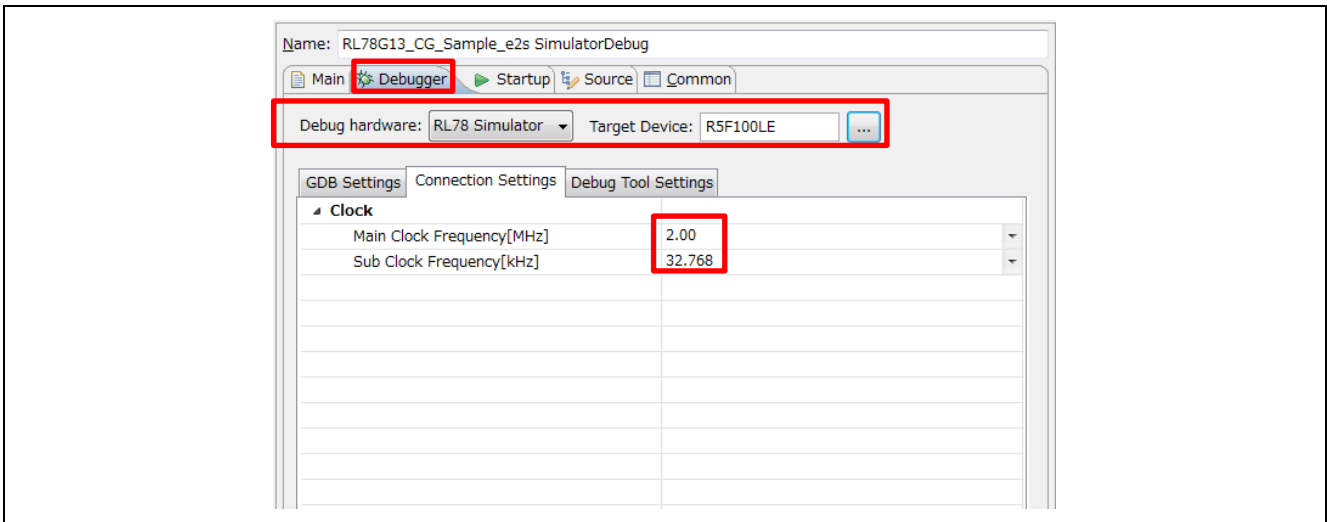 Name: RL78G13_CG_Sample_e2s SimulatorDebug
Main Debugger Startup Source Common
Debug hardware: RL78 Simulator Target Device: R5F100LE ...
GDB Settings Connection Settings Debug Tool Settings
Clock
Main Clock Frequency[MHz] 2.00
Sub Clock Frequency[kHz] 32.768